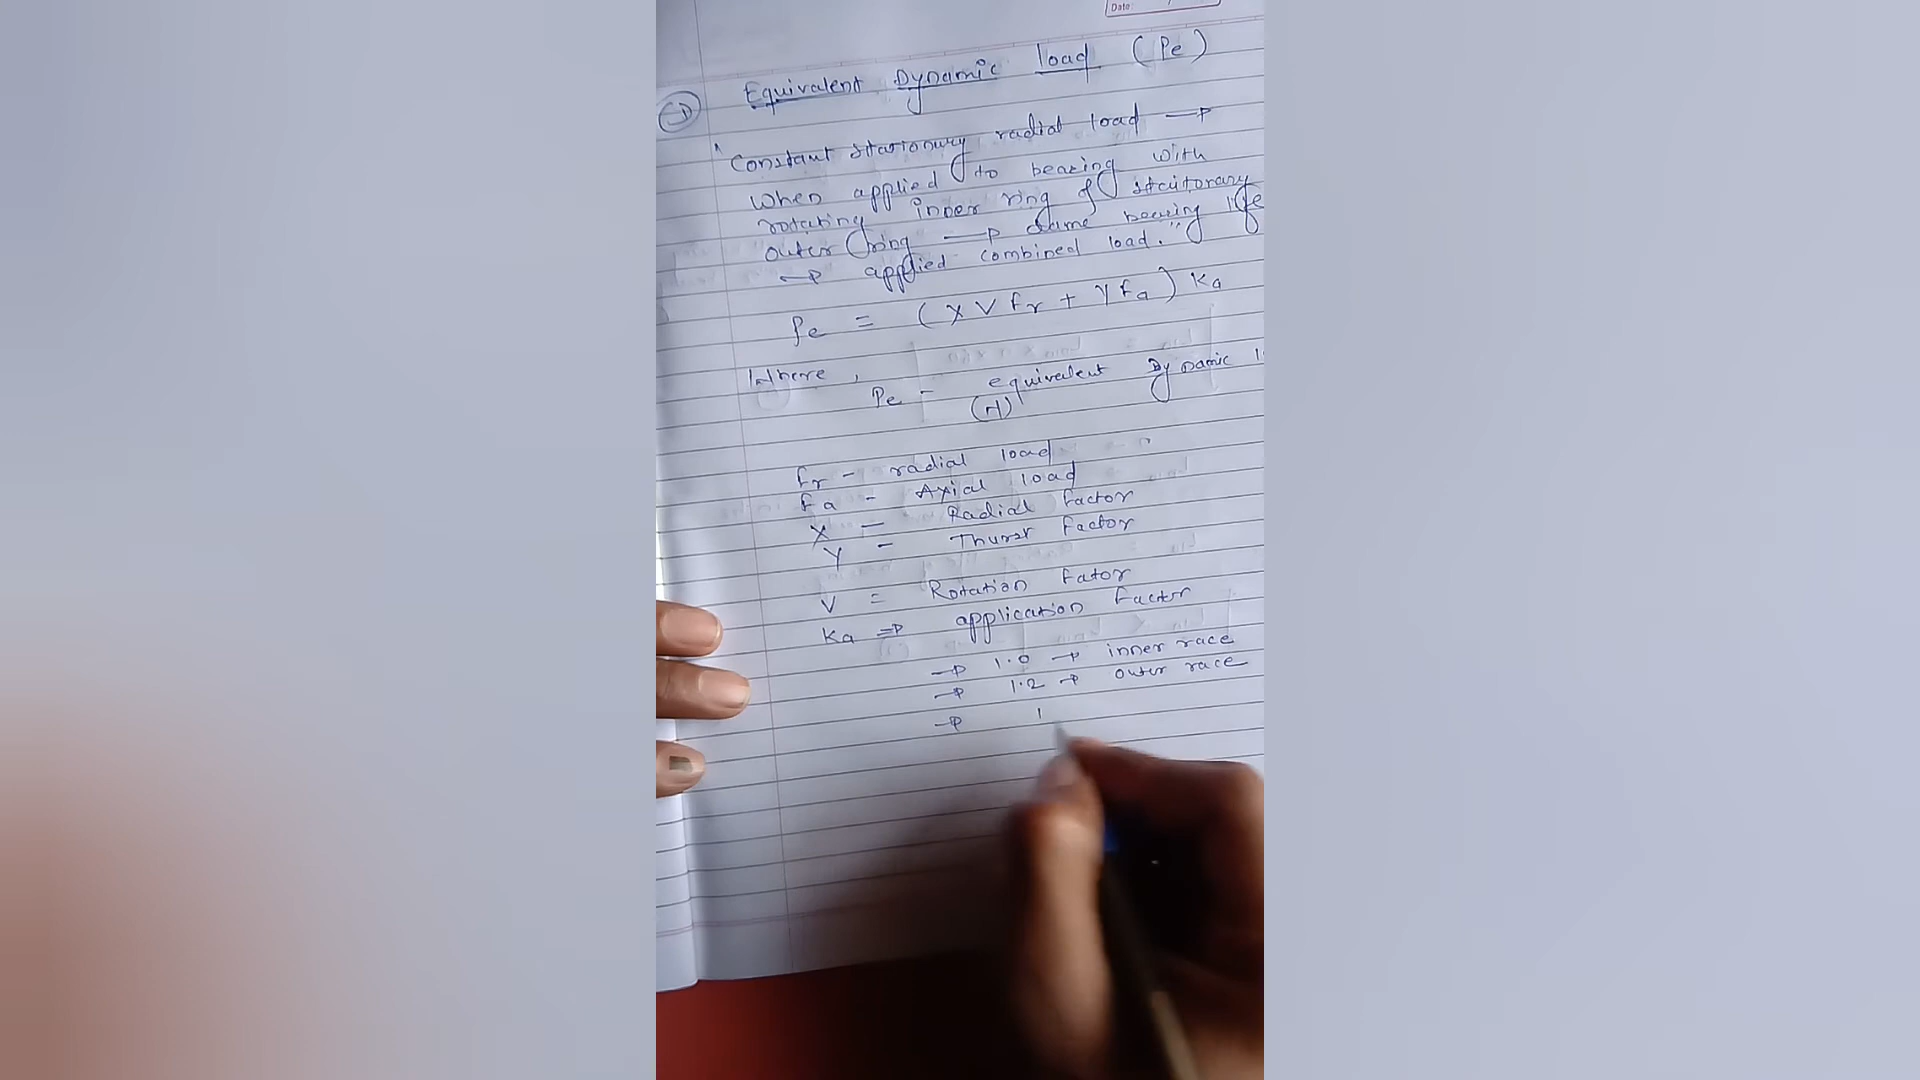 Date:
Equivalent Dynamic load (Pe)
"Constant stationary radial load →
When applied to bearing with
rotating inner ring & stationary
outer ring → same bearing life
→ applied combined load."
Pe = (X V Fr + Y Fa) Ka
Where,
Pe - equivalent Dynamic l
(N)
Fr - radial load
Fa - Axial load
X = Radial factor
Y = Thurst factor
V = Rotation fator
Ka ⇒ application factor
→ 1.0 → inner race
→ 1.2 → outer race
→ 1